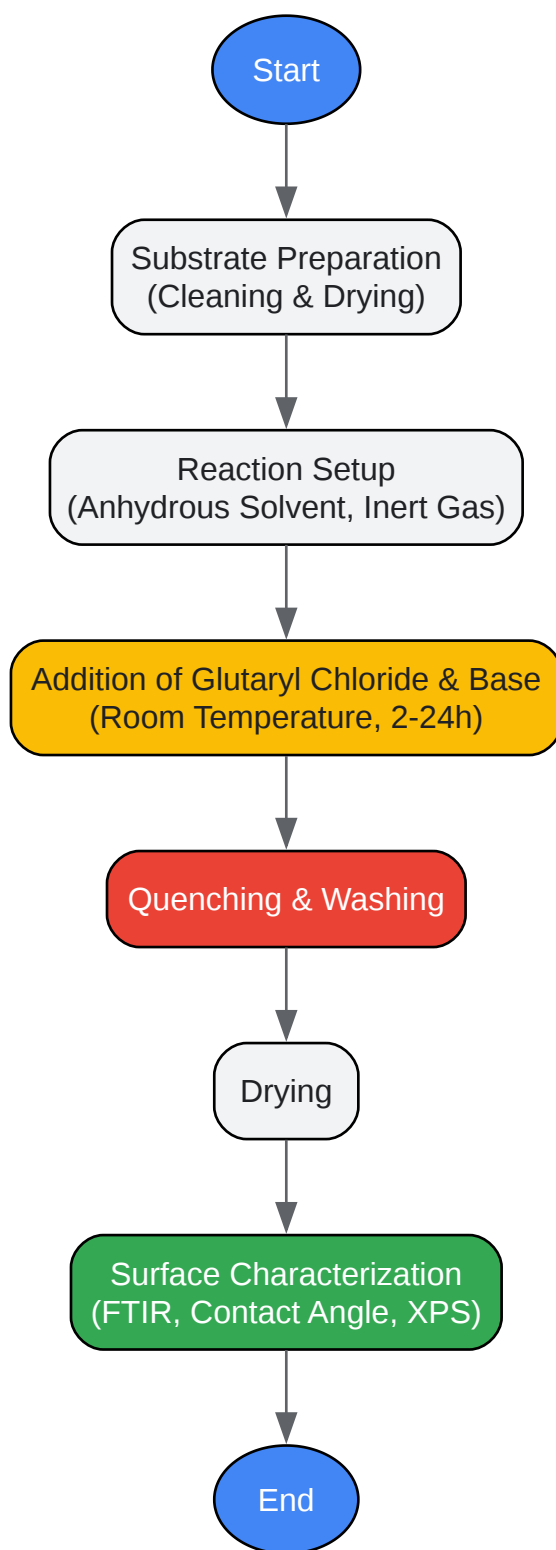 Start
Substrate Preparation
(Cleaning & Drying)
Reaction Setup
(Anhydrous Solvent, Inert Gas)
Addition of Glutaryl Chloride & Base
(Room Temperature, 2-24h)
Quenching & Washing
Drying
Surface Characterization
(FTIR, Contact Angle, XPS)
End